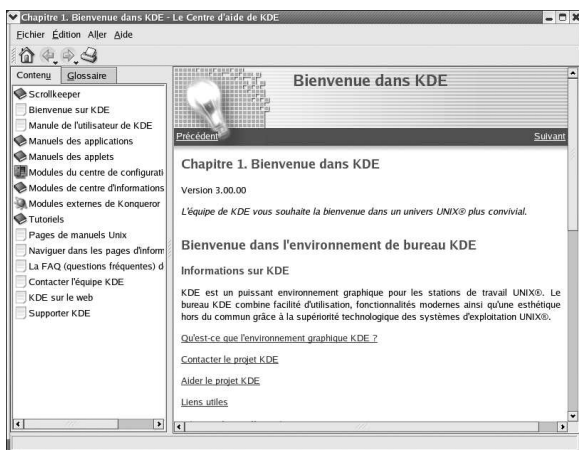 Chapitre 1. Bienvenue dans KDE - Le Centre d'aide de KDE
Fichier Édition Aller Aide
Contenu Glossaire
Scrollkeeper
Bienvenue sur KDE
Manule de l'utilisateur de KDE
Manuels des applications
Manuels des applets
Modules du centre de configurati
Modules de centre d'informations
Modules externes de Konqueror
Tutoriels
Pages de manuels Unix
Naviguer dans les pages d'inform
La FAQ (questions fréquentes) d
Contacter l'équipe KDE
KDE sur le web
Supporter KDE
Bienvenue dans KDE
Précédent Suivant
Chapitre 1. Bienvenue dans KDE
Version 3.00.00
L'équipe de KDE vous souhaite la bienvenue dans un univers UNIX® plus convivial.
Bienvenue dans l'environnement de bureau KDE
Informations sur KDE
KDE est un puissant environnement graphique pour les stations de travail UNIX®. Le
bureau KDE combine facilité d'utilisation, fonctionnalités modernes ainsi qu'une esthétique
hors du commun grâce à la supériorité technologique des systèmes d'exploitation UNIX®.
Qu'est-ce que l'environnement graphique KDE ?
Contacter le projet KDE
Aider le projet KDE
Liens utiles